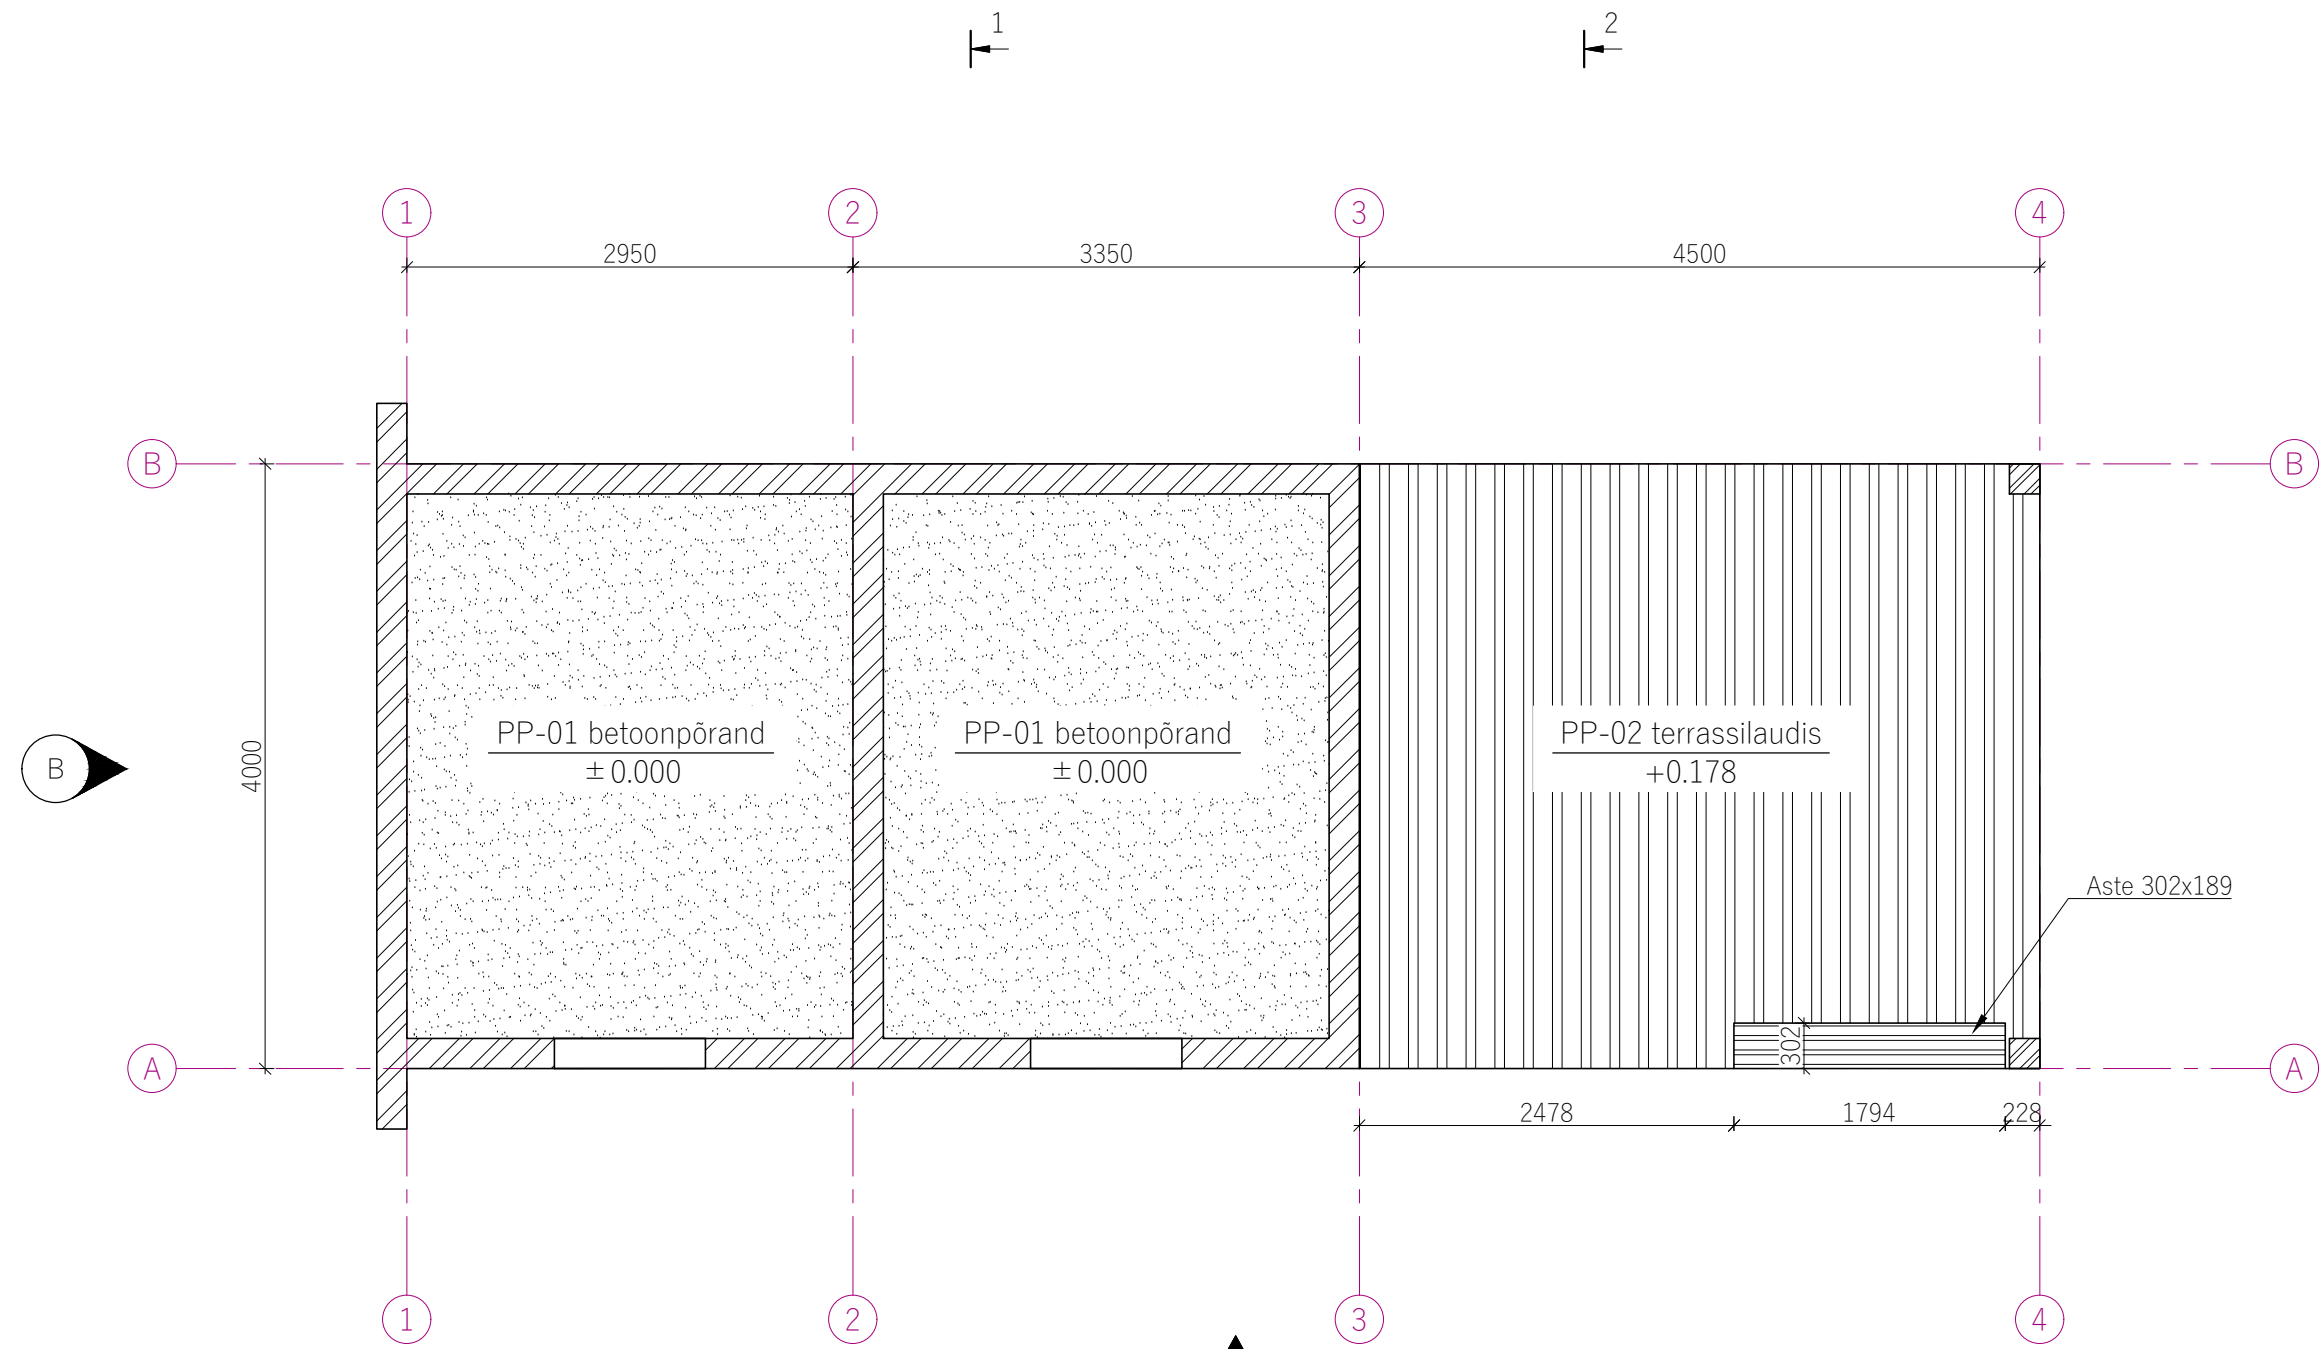 1
2
1
2
3
4
2950
3350
4500
B
B
4000
B
PP-01 betoonpõrand
±0.000
PP-01 betoonpõrand
±0.000
PP-02 terrassilaudis
+0.178
Aste 302x189
302
A
A
2478
1794
228
1
2
3
4